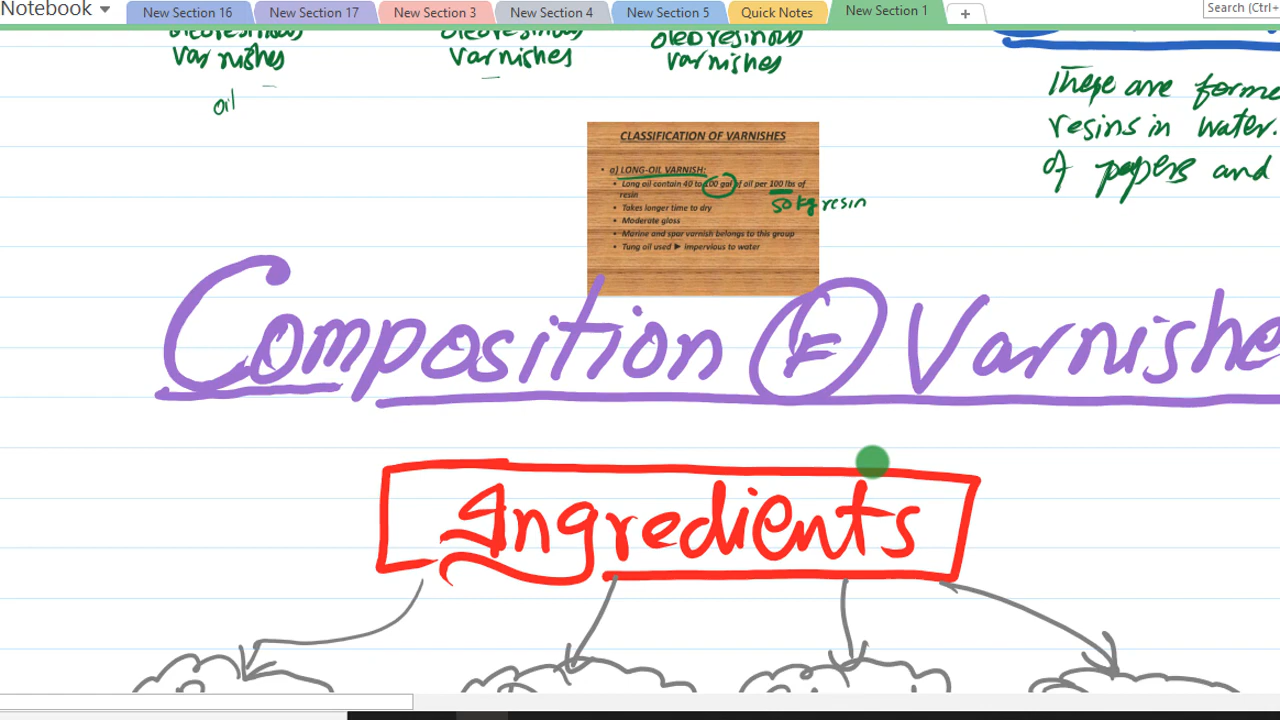 Notebook
New Section 16
New Section 17
New Section 3
New Section 4
New Section 5
Quick Notes
New Section 1
+
Search (Ctrl+
oleoresinous
varnishes
oil
oleoresinous
varnishes
oleoresinous
varnishes
These are forme
resins in water.
of papers and
CLASSIFICATION OF VARNISHES
a) LONG-OIL VARNISH:
Long oil contain 40 to 100 gal of oil per 100 lbs of
resin
50 kg resin
Takes longer time to dry
Moderate gloss
Marine and spar varnish belongs to this group
Tung oil used ► impervious to water
Composition OF Varnishe
Ingredients